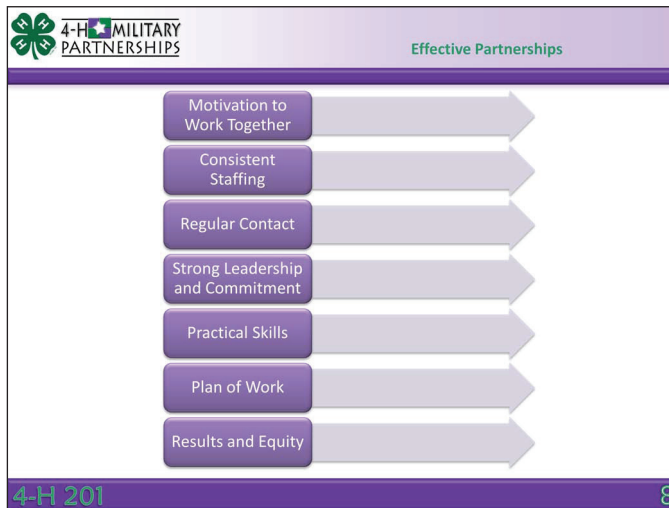 4-H MILITARY
PARTNERSHIPS
Effective Partnerships
Motivation to
Work Together
Consistent
Staffing
Regular Contact
Strong Leadership
and Commitment
Practical Skills
Plan of Work
Results and Equity
4-H 201
8